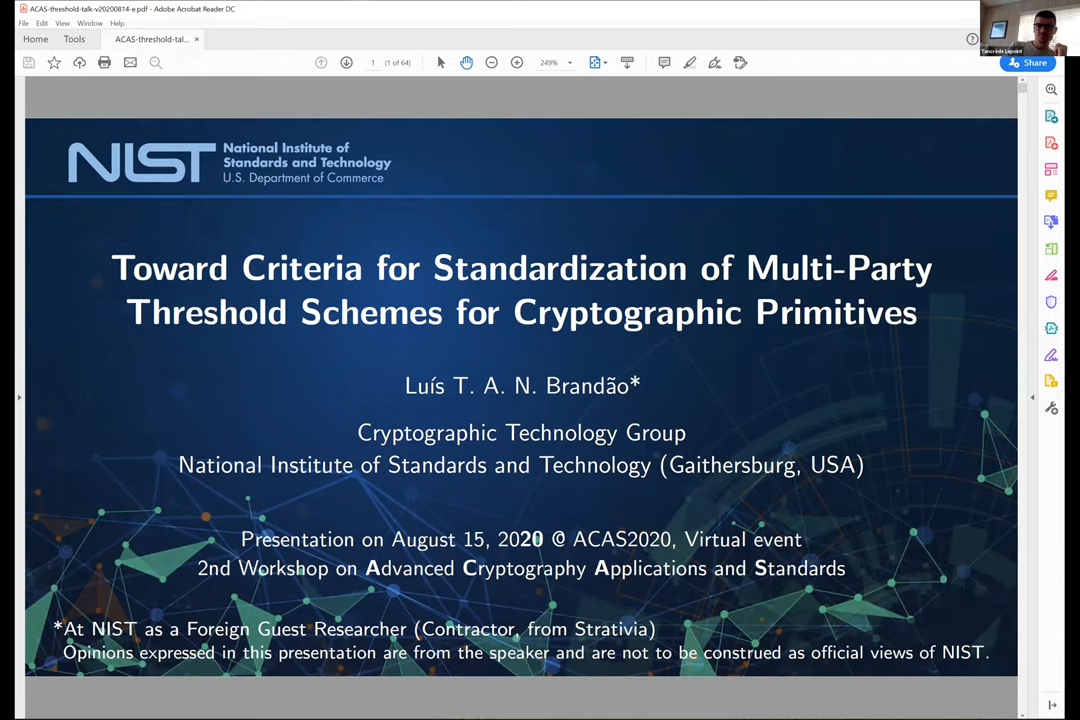 ACAS-threshold-talk-v20200814-e.pdf - Adobe Acrobat Reader DC
File Edit View Window Help
Home Tools ACAS-threshold-tal... ×
1 (1 of 64) 249%
Tancrède Lepoint
Share
NIST
National Institute of
Standards and Technology
U.S. Department of Commerce
Toward Criteria for Standardization of Multi-Party
Threshold Schemes for Cryptographic Primitives
Luís T. A. N. Brandão*
Cryptographic Technology Group
National Institute of Standards and Technology (Gaithersburg, USA)
Presentation on August 15, 2020 @ ACAS2020, Virtual event
2nd Workshop on Advanced Cryptography Applications and Standards
*At NIST as a Foreign Guest Researcher (Contractor, from Strativia)
Opinions expressed in this presentation are from the speaker and are not to be construed as official views of NIST.